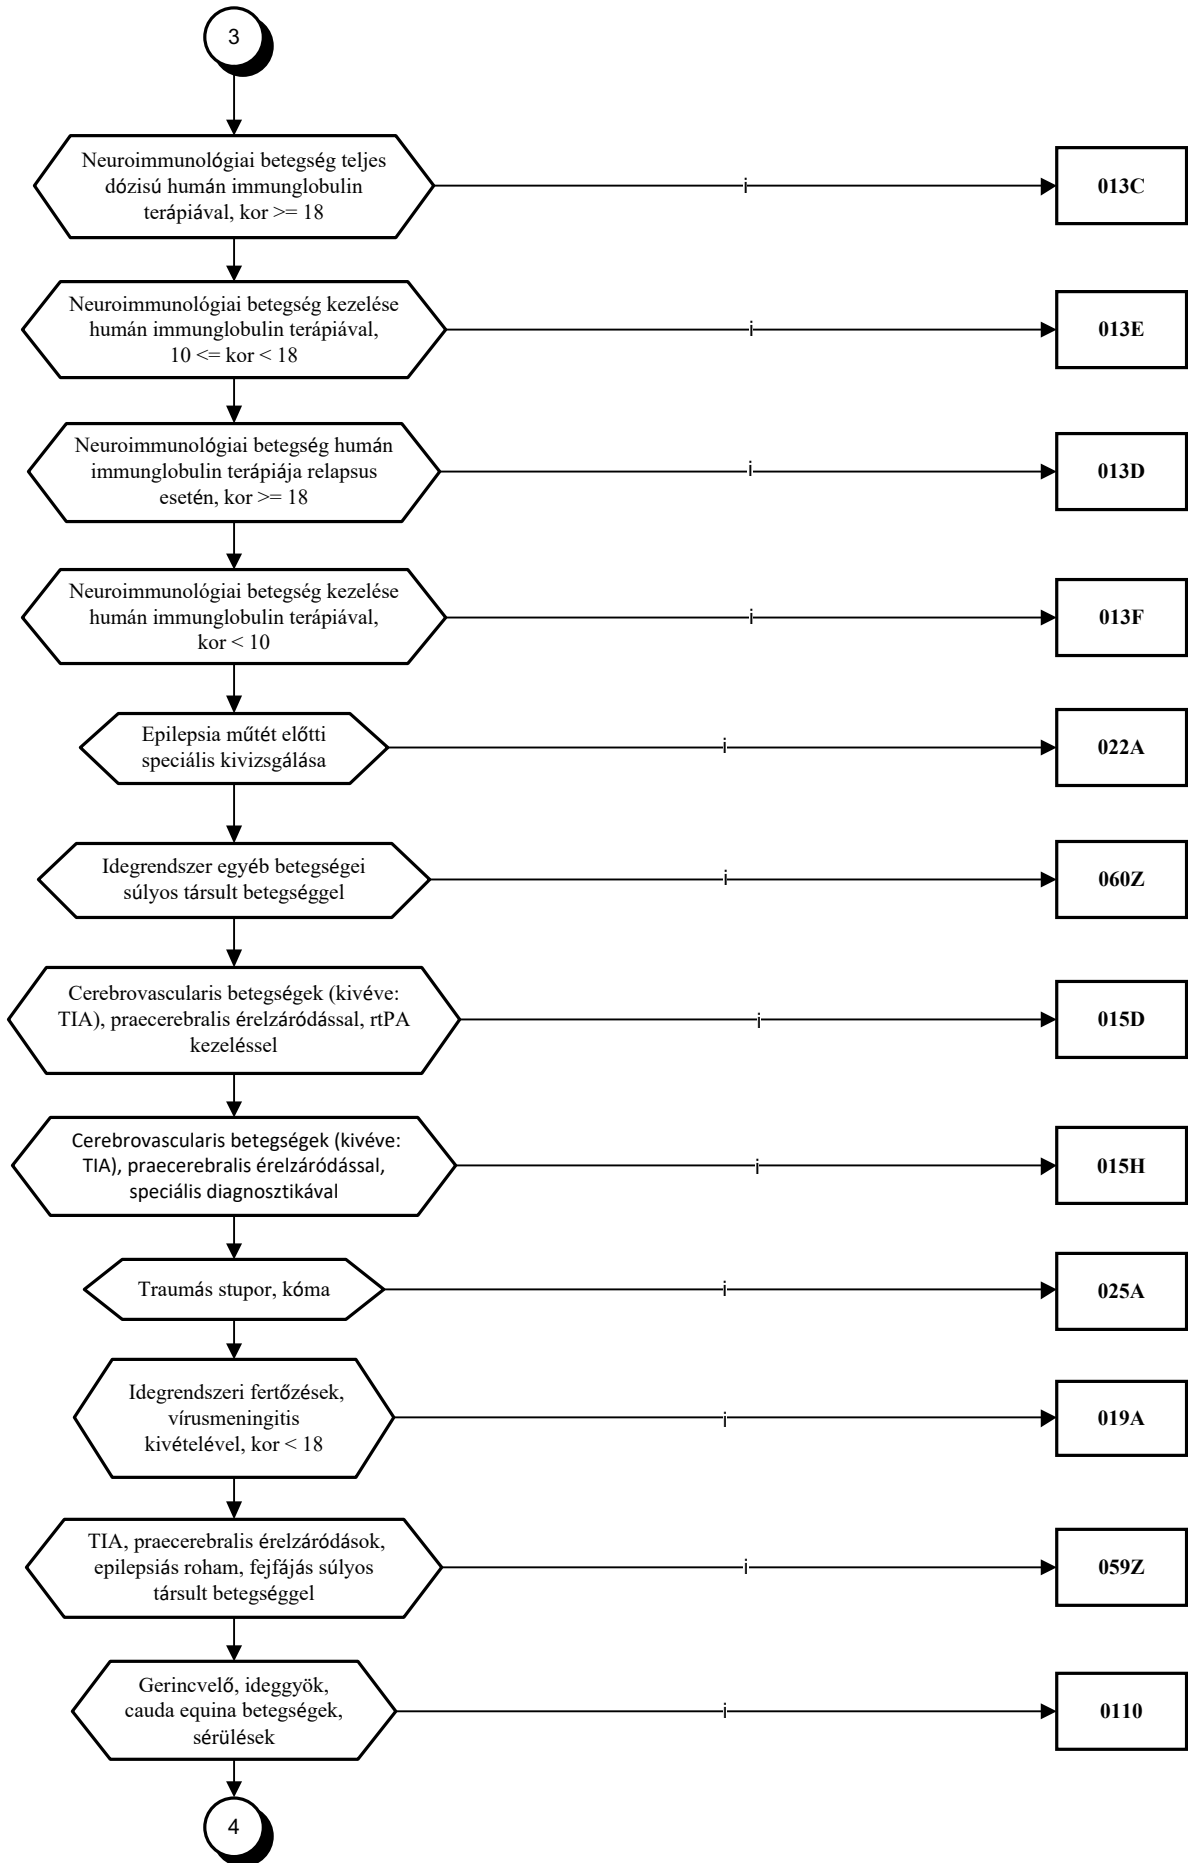 3
Neuroimmunológiai betegség teljes
dózisú humán immunglobulin
terápiával, kor >= 18
i
013C
Neuroimmunológiai betegség kezelése
humán immunglobulin terápiával,
10 <= kor < 18
i
013E
Neuroimmunológiai betegség humán
immunglobulin terápiája relapsus
esetén, kor >= 18
i
013D
Neuroimmunológiai betegség kezelése
humán immunglobulin terápiával,
kor < 10
i
013F
Epilepsia műtét előtti
speciális kivizsgálása
i
022A
Idegrendszer egyéb betegségei
súlyos társult betegséggel
i
060Z
Cerebrovascularis betegségek (kivéve:
TIA), praecerebralis érelzáródással, rtPA
kezeléssel
i
015D
Cerebrovascularis betegségek (kivéve:
TIA), praecerebralis érelzáródással,
speciális diagnosztikával
i
015H
Traumás stupor, kóma
i
025A
Idegrendszeri fertőzések,
vírusmeningitis
kivételével, kor < 18
i
019A
TIA, praecerebralis érelzáródások,
epilepsiás roham, fejfájás súlyos
társult betegséggel
i
059Z
Gerincvelő, ideggyök,
cauda equina betegségek,
sérülések
i
0110
4